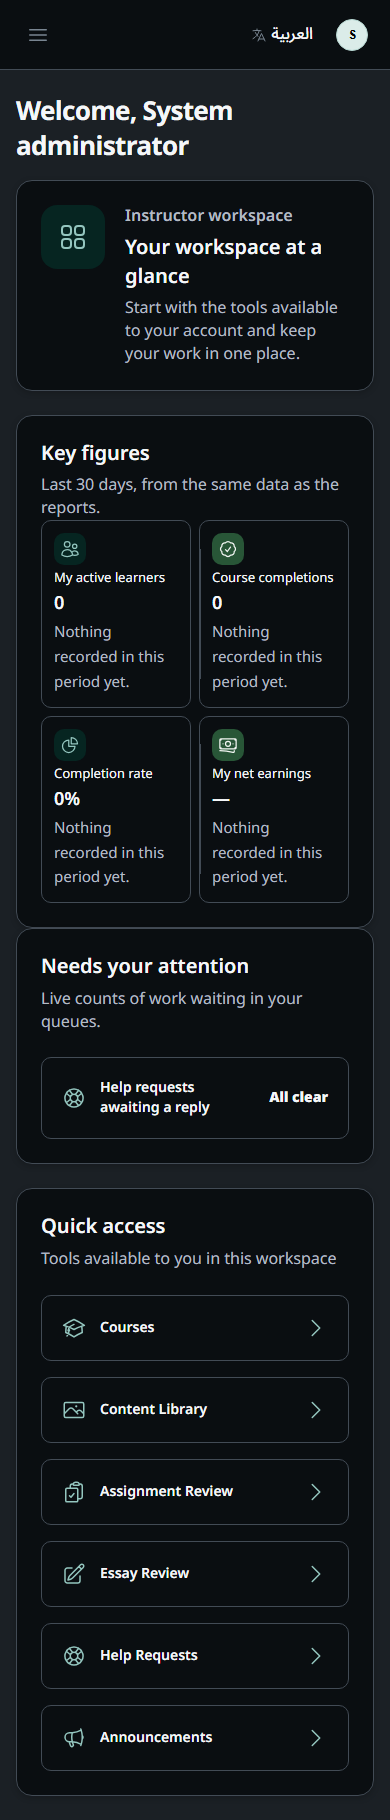 العربية
S
Welcome, System
administrator
Instructor workspace
Your workspace at a
glance
Start with the tools available
to your account and keep
your work in one place.
Key figures
Last 30 days, from the same data as the
reports.
My active learners
0
Nothing
recorded in this
period yet.
Course completions
0
Nothing
recorded in this
period yet.
Completion rate
0%
Nothing
recorded in this
period yet.
My net earnings
—
Nothing
recorded in this
period yet.
Needs your attention
Live counts of work waiting in your
queues.
Help requests
awaiting a reply
All clear
Quick access
Tools available to you in this workspace
Courses
Content Library
Assignment Review
Essay Review
Help Requests
Announcements